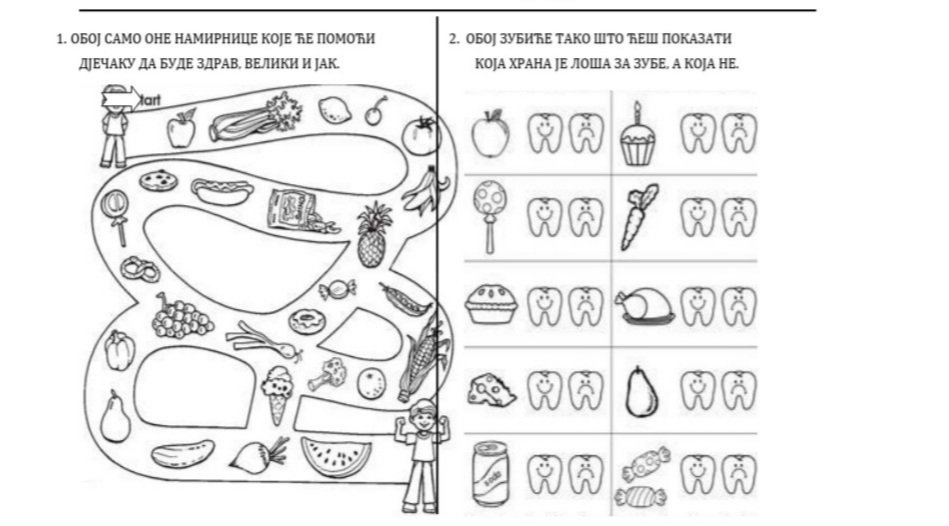 1. ОБОЈ САМО ОНЕ НАМИРНИЦЕ КОЈЕ ЋЕ ПОМОЋИ
ДЈЕЧАКУ ДА БУДЕ ЗДРАВ, ВЕЛИКИ И ЈАК.
tart
2. ОБОЈ ЗУБИЋЕ ТАКО ШТО ЋЕШ ПОКАЗАТИ
КОЈА ХРАНА ЈЕ ЛОША ЗА ЗУБЕ, А КОЈА НЕ.
soda